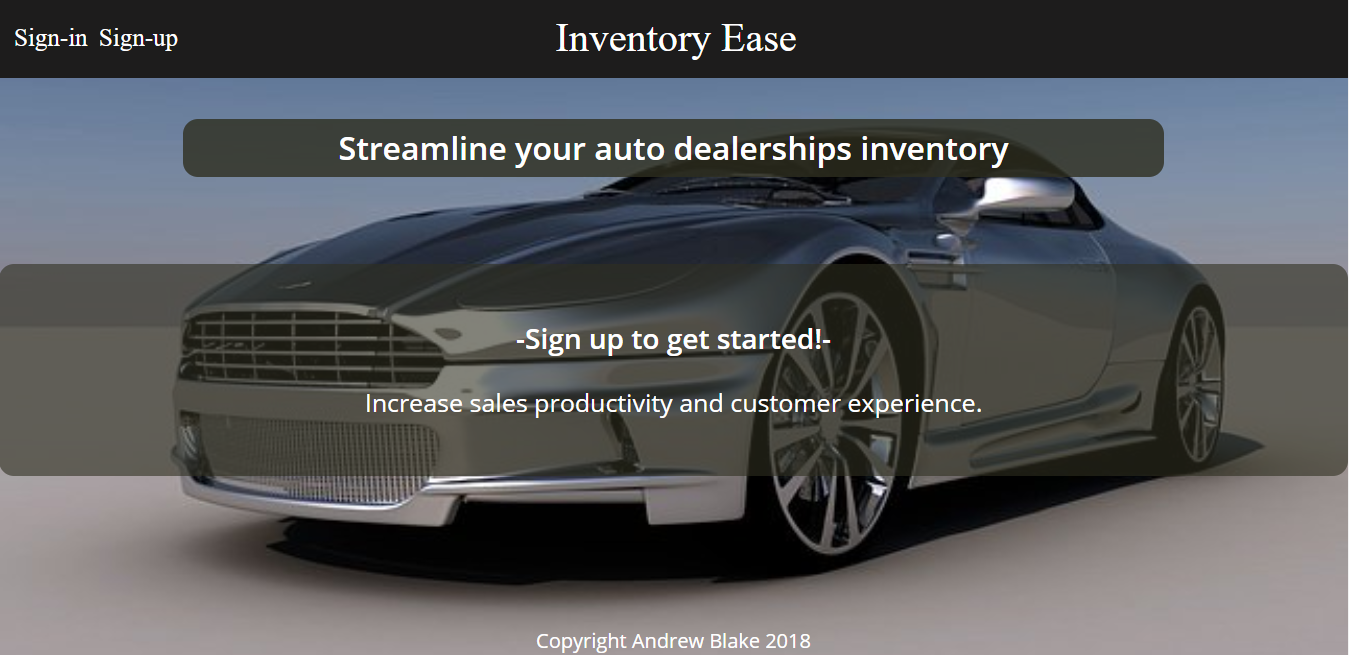 Sign-in Sign-up
Inventory Ease
Streamline your auto dealerships inventory
-Sign up to get started!-
Increase sales productivity and customer experience.
Copyright Andrew Blake 2018